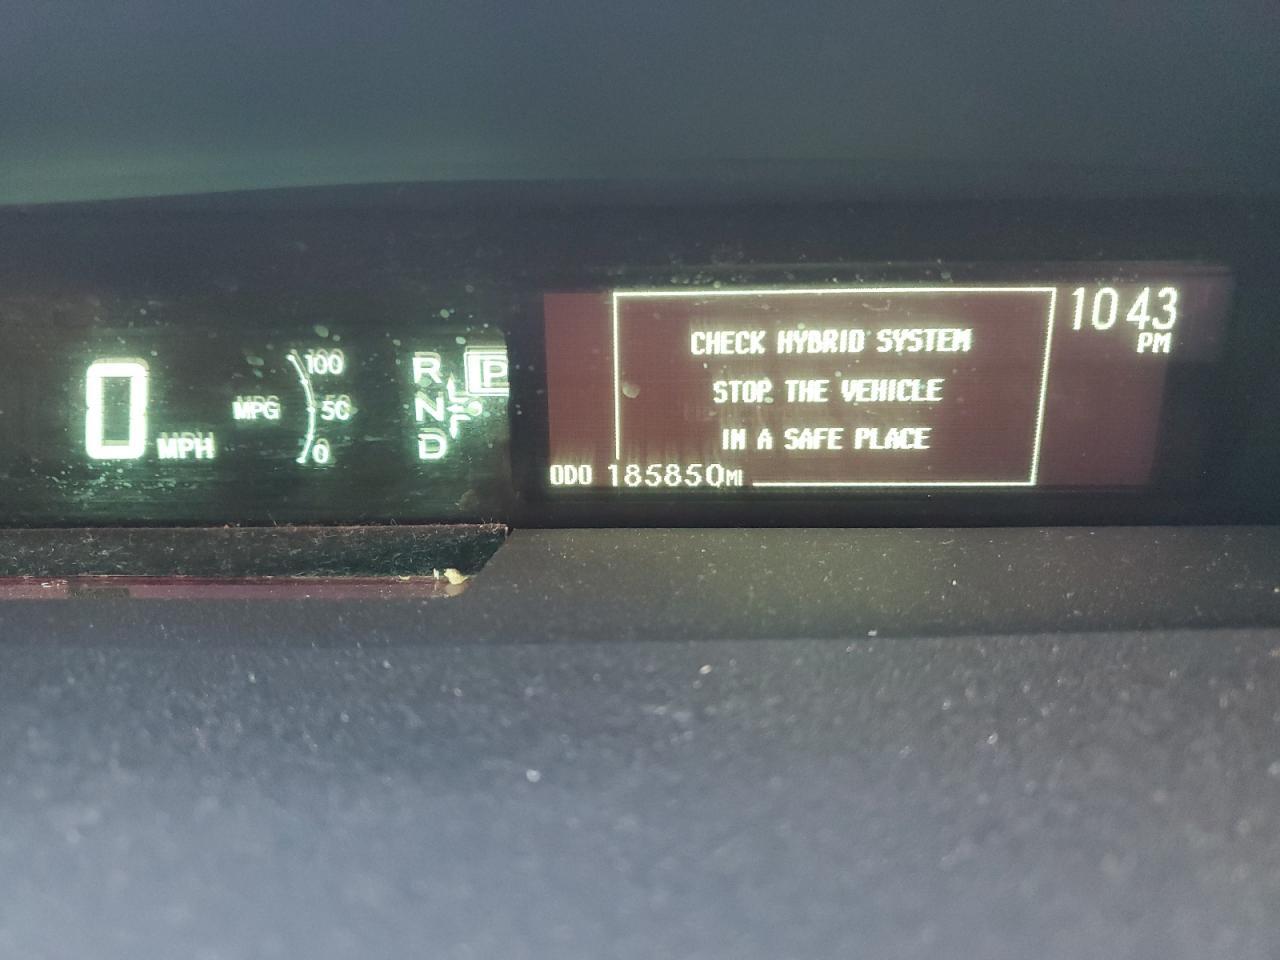 0
MPH
MPG
100
50
0
R
P
N
D
CHECK HYBRID SYSTEM
STOP THE VEHICLE
IN A SAFE PLACE
ODO 185850MI
10 43
PM